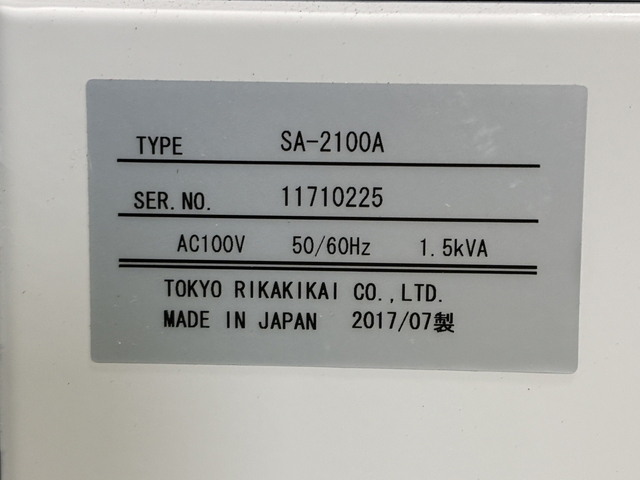 TYPE SA-2100A
SER.NO. 11710225
AC100V 50/60Hz 1.5kVA
TOKYO RIKAKIKAI CO.,LTD.
MADE IN JAPAN 2017/07製